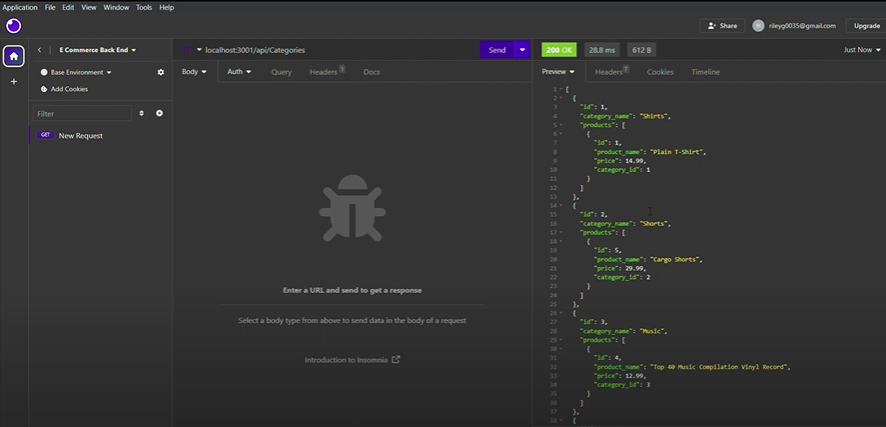 Application File Edit View Window Tools Help
Share rileyg0035@gmail.com Upgrade
E Commerce Back End
Base Environment
Add Cookies
Filter
GET New Request
localhost:3001/api/Categories Send
Body Auth Query Headers 1 Docs
Enter a URL and send to get a response
Select a body type from above to send data in the body of a request
Introduction to Insomnia
200 OK 28.8 ms 612 B Just Now
Preview Headers 7 Cookies Timeline
1 [
2 {
3 "id": 1,
4 "category_name": "Shirts",
5 "products": [
6 {
7 "id": 1,
8 "product_name": "Plain T-Shirt",
9 "price": 14.99,
10 "category_id": 1
11 }
12 ]
13 },
14 {
15 "id": 2,
16 "category_name": "Shorts",
17 "products": [
18 {
19 "id": 5,
20 "product_name": "Cargo Shorts",
21 "price": 29.99,
22 "category_id": 2
23 }
24 ]
25 },
26 {
27 "id": 3,
28 "category_name": "Music",
29 "products": [
30 {
31 "id": 4,
32 "product_name": "Top 40 Music Compilation Vinyl Record",
33 "price": 12.99,
34 "category_id": 3
35 }
36 ]
37 },
38 {